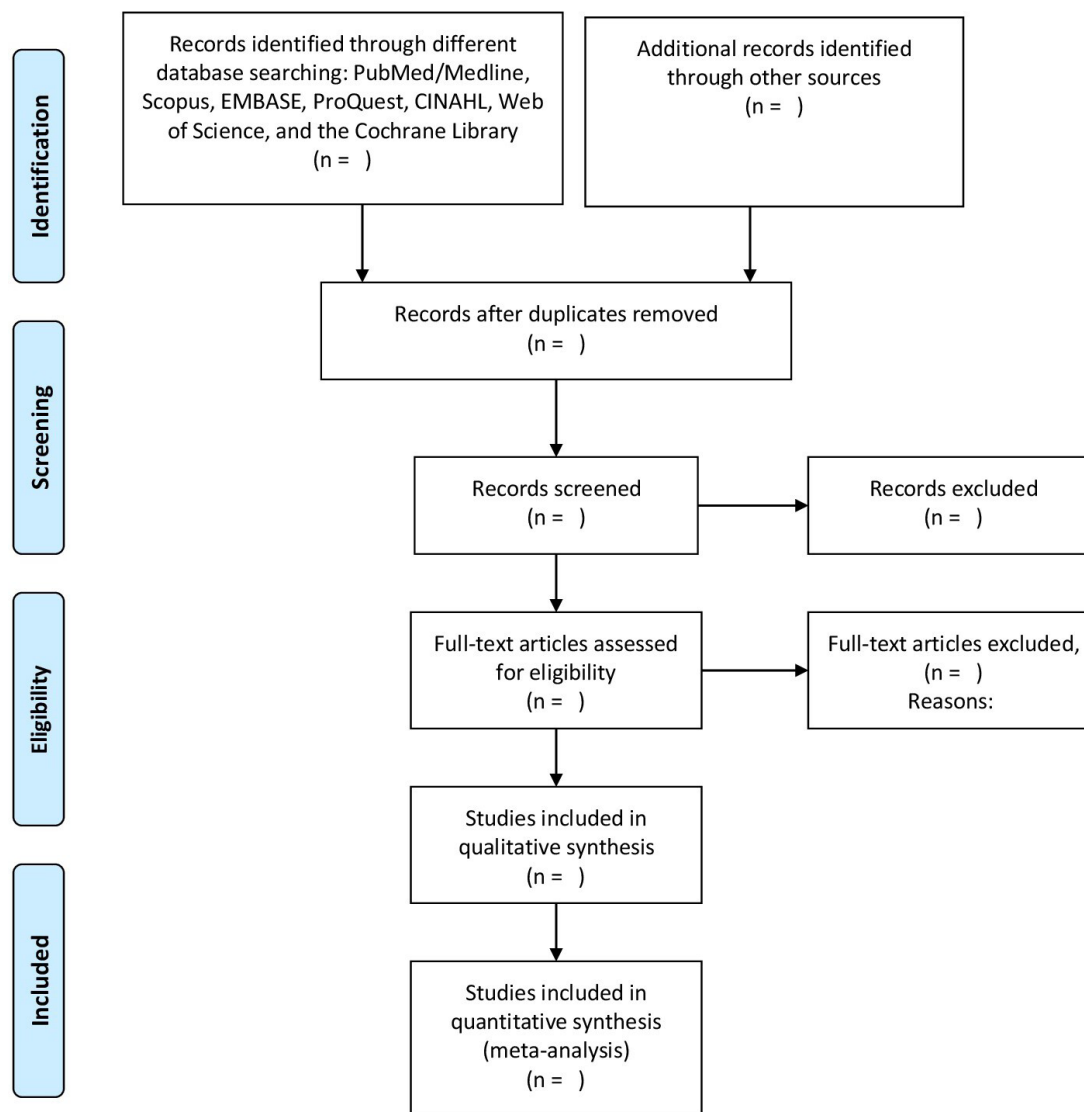 Identification
Records identified through different
database searching: PubMed/Medline,
Scopus, EMBASE, ProQuest, CINAHL, Web
of Science, and the Cochrane Library
(n =   )
Additional records identified
through other sources
(n =   )
Records after duplicates removed
(n =   )
Screening
Records screened
(n =   )
Records excluded
(n =   )
Eligibility
Full-text articles assessed
for eligibility
(n =   )
Full-text articles excluded,
(n =   )
Reasons:
Studies included in
qualitative synthesis
(n =   )
Included
Studies included in
quantitative synthesis
(meta-analysis)
(n =   )